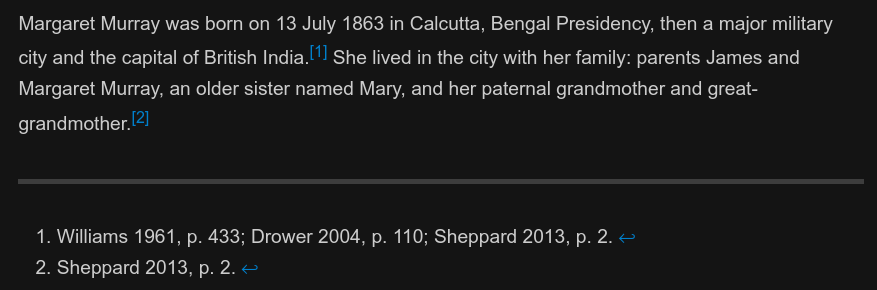 Margaret Murray was born on 13 July 1863 in Calcutta, Bengal Presidency, then a major military
city and the capital of British India.[1] She lived in the city with her family: parents James and
Margaret Murray, an older sister named Mary, and her paternal grandmother and great-
grandmother.[2]
1. Williams 1961, p. 433; Drower 2004, p. 110; Sheppard 2013, p. 2. ↩
2. Sheppard 2013, p. 2. ↩